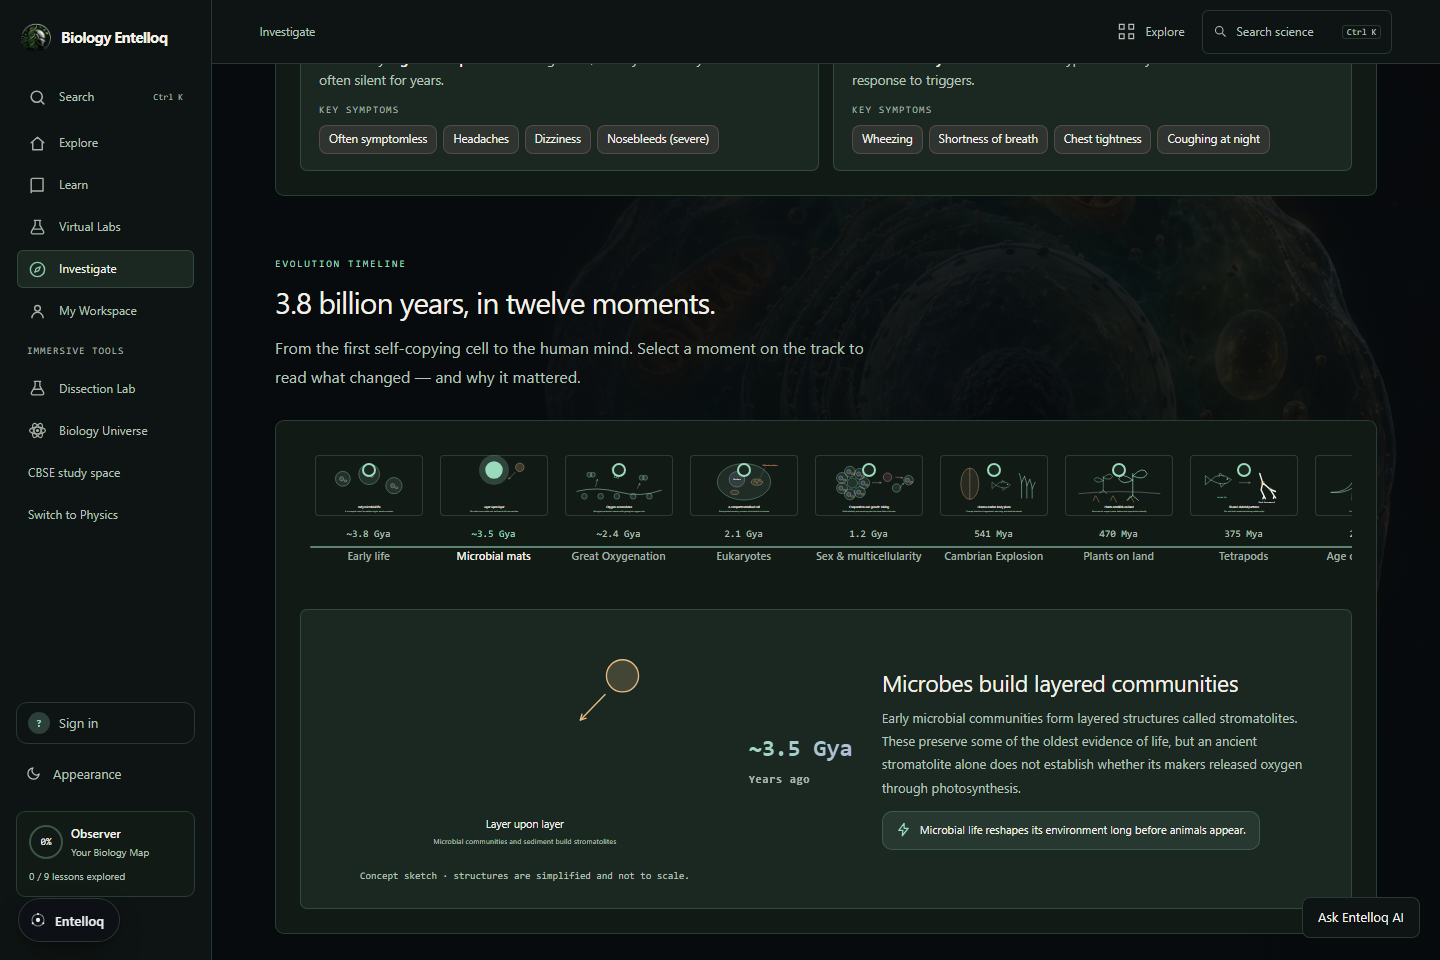 Biology Entelloq
Search Ctrl K
Explore
Learn
Virtual Labs
Investigate
My Workspace
IMMERSIVE TOOLS
Dissection Lab
Biology Universe
CBSE study space
Switch to Physics
? Sign in
Appearance
0% Observer
Your Biology Map
0 / 9 lessons explored
Entelloq
Investigate
Explore
Search science Ctrl K
often silent for years.
KEY SYMPTOMS
Often symptomless Headaches Dizziness Nosebleeds (severe)
response to triggers.
KEY SYMPTOMS
Wheezing Shortness of breath Chest tightness Coughing at night
EVOLUTION TIMELINE
3.8 billion years, in twelve moments.
From the first self-copying cell to the human mind. Select a moment on the track to
read what changed — and why it mattered.
~3.8 Gya
Early life
~3.5 Gya
Microbial mats
~2.4 Gya
Great Oxygenation
2.1 Gya
Eukaryotes
1.2 Gya
Sex & multicellularity
541 Mya
Cambrian Explosion
470 Mya
Plants on land
375 Mya
Tetrapods
Age
Layer upon layer
Microbial communities and sediment build stromatolites
Concept sketch · structures are simplified and not to scale.
~3.5 Gya
Years ago
Microbes build layered communities
Early microbial communities form layered structures called stromatolites.
These preserve some of the oldest evidence of life, but an ancient
stromatolite alone does not establish whether its makers released oxygen
through photosynthesis.
Microbial life reshapes its environment long before animals appear.
Ask Entelloq AI